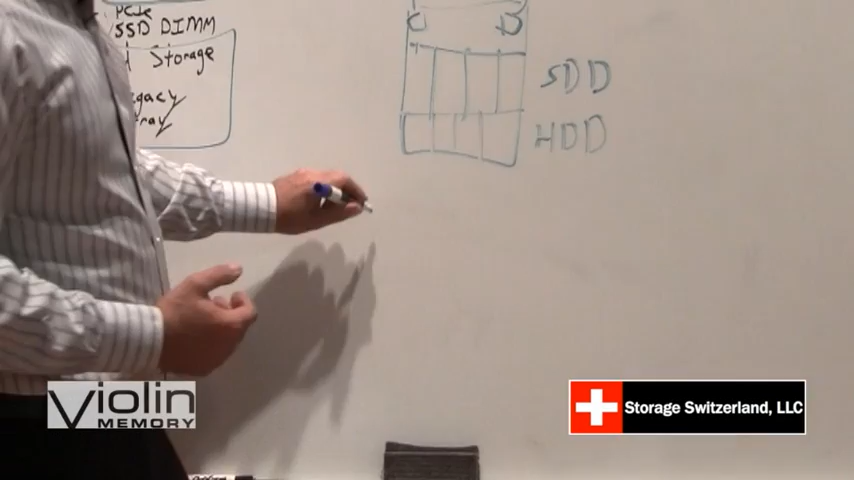 PCIe
/SSD DIMM
Storage
SDD
HDD
Violin
MEMORY
Storage Switzerland, LLC